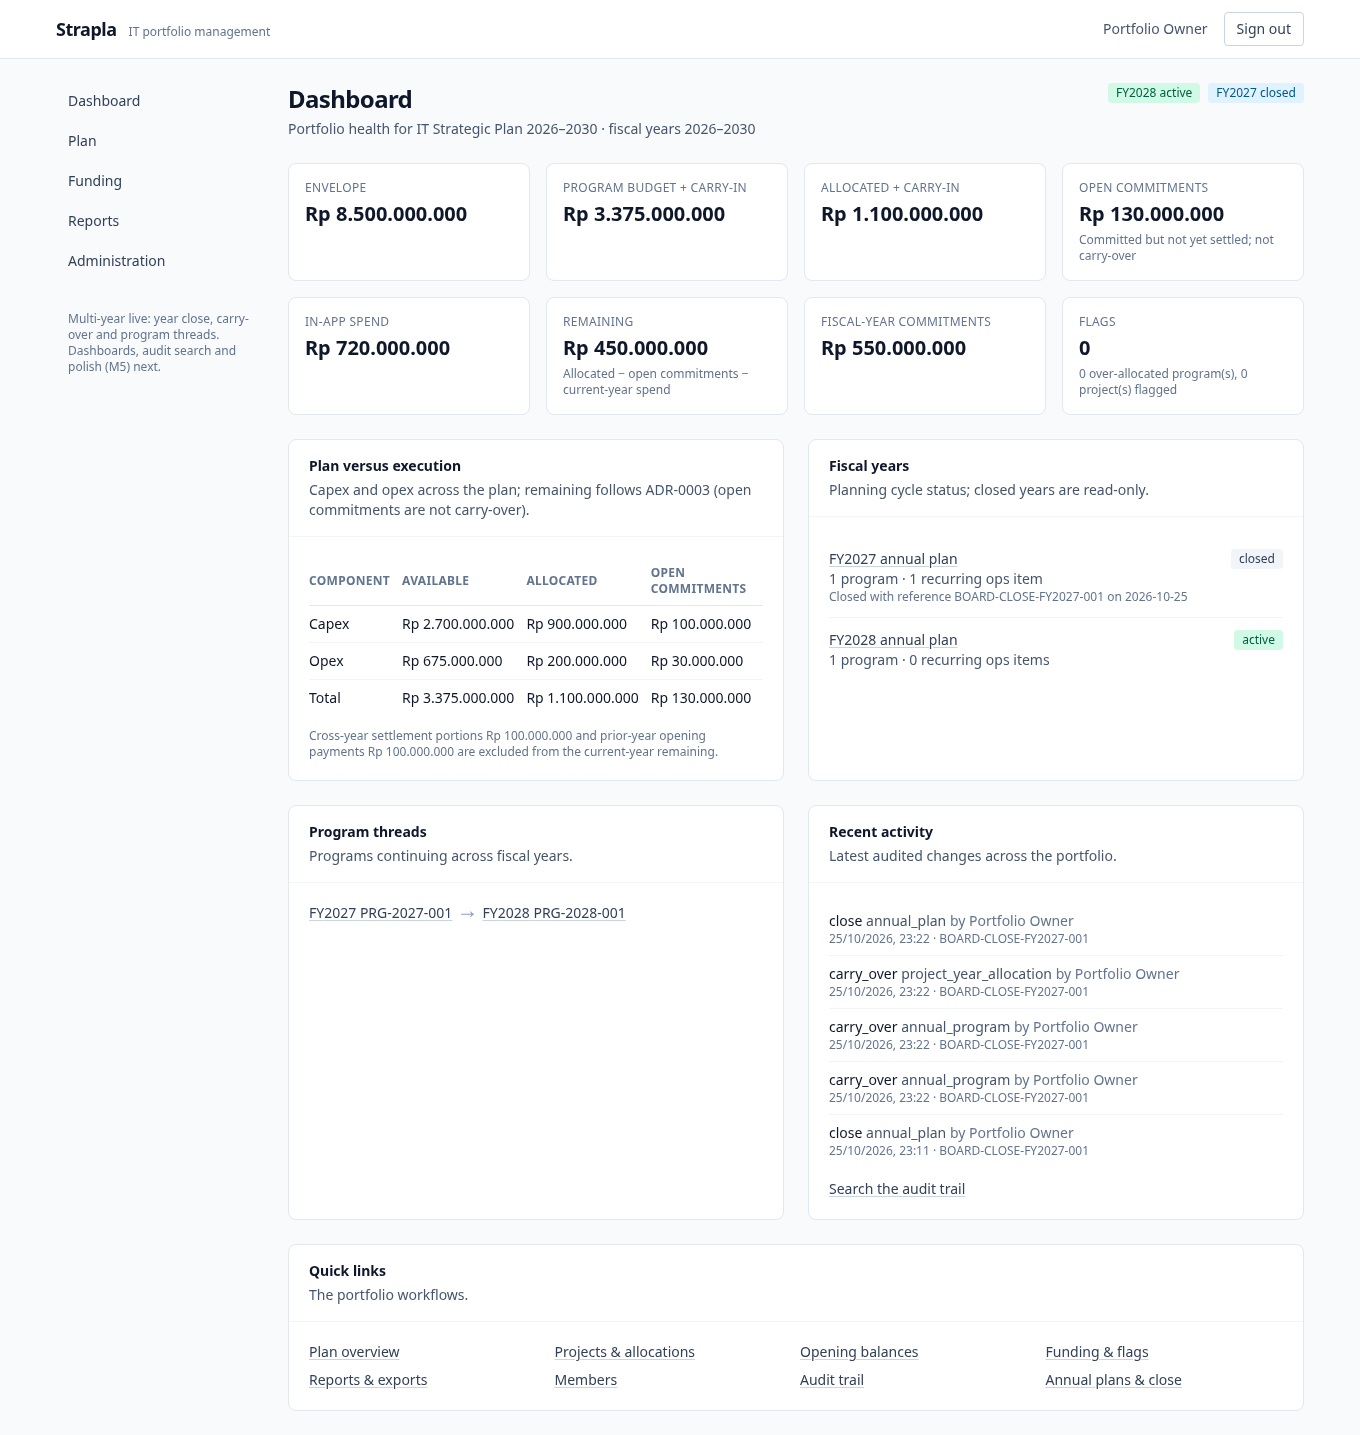 Strapla IT portfolio management
Portfolio Owner Sign out
Dashboard
Plan
Funding
Reports
Administration
Multi-year live: year close, carry-
over and program threads.
Dashboards, audit search and
polish (M5) next.
Dashboard
FY2028 active FY2027 closed
Portfolio health for IT Strategic Plan 2026–2030 · fiscal years 2026–2030
ENVELOPE
Rp 8.500.000.000
PROGRAM BUDGET + CARRY-IN
Rp 3.375.000.000
ALLOCATED + CARRY-IN
Rp 1.100.000.000
OPEN COMMITMENTS
Rp 130.000.000
Committed but not yet settled; not
carry-over
IN-APP SPEND
Rp 720.000.000
REMAINING
Rp 450.000.000
Allocated − open commitments −
current-year spend
FISCAL-YEAR COMMITMENTS
Rp 550.000.000
FLAGS
0
0 over-allocated program(s), 0
project(s) flagged
Plan versus execution
Capex and opex across the plan; remaining follows ADR-0003 (open
commitments are not carry-over).
COMPONENT AVAILABLE ALLOCATED OPEN
COMMITMENTS
Capex Rp 2.700.000.000 Rp 900.000.000 Rp 100.000.000
Opex Rp 675.000.000 Rp 200.000.000 Rp 30.000.000
Total Rp 3.375.000.000 Rp 1.100.000.000 Rp 130.000.000
Cross-year settlement portions Rp 100.000.000 and prior-year opening
payments Rp 100.000.000 are excluded from the current-year remaining.
Fiscal years
Planning cycle status; closed years are read-only.
FY2027 annual plan closed
1 program · 1 recurring ops item
Closed with reference BOARD-CLOSE-FY2027-001 on 2026-10-25
FY2028 annual plan active
1 program · 0 recurring ops items
Program threads
Programs continuing across fiscal years.
FY2027 PRG-2027-001 → FY2028 PRG-2028-001
Recent activity
Latest audited changes across the portfolio.
close annual_plan by Portfolio Owner
25/10/2026, 23:22 · BOARD-CLOSE-FY2027-001
carry_over project_year_allocation by Portfolio Owner
25/10/2026, 23:22 · BOARD-CLOSE-FY2027-001
carry_over annual_program by Portfolio Owner
25/10/2026, 23:22 · BOARD-CLOSE-FY2027-001
carry_over annual_program by Portfolio Owner
25/10/2026, 23:22 · BOARD-CLOSE-FY2027-001
close annual_plan by Portfolio Owner
25/10/2026, 23:11 · BOARD-CLOSE-FY2027-001
Search the audit trail
Quick links
The portfolio workflows.
Plan overview Projects & allocations Opening balances Funding & flags
Reports & exports Members Audit trail Annual plans & close